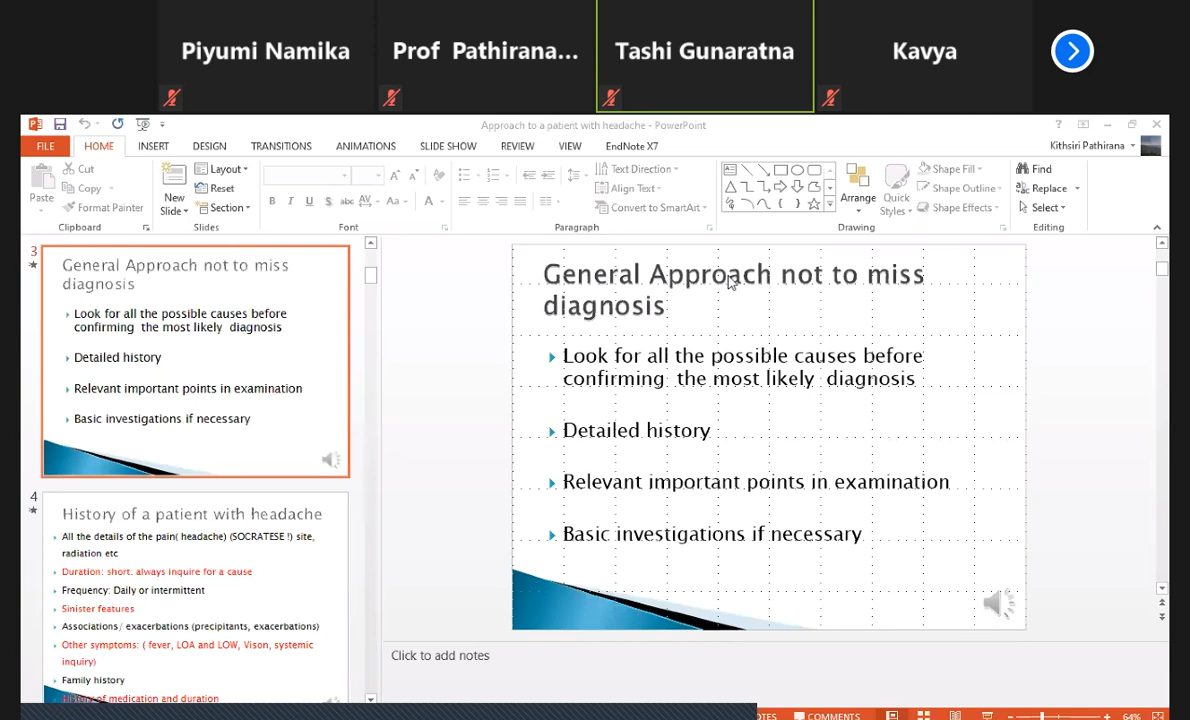 Piyumi Namika
Prof Pathirana...
Tashi Gunaratna
Kavya
Approach to a patient with headache - PowerPoint
?
FILE HOME INSERT DESIGN TRANSITIONS ANIMATIONS SLIDE SHOW REVIEW VIEW EndNote X7
Kithsiri Pathirana
Paste
Cut
Copy
Format Painter
Clipboard
New
Slide
Layout
Reset
Section
Slides
B I U S abc AV Aa A
Font
Text Direction
Align Text
Convert to SmartArt
Paragraph
Arrange
Quick
Styles
Shape Fill
Shape Outline
Shape Effects
Drawing
Find
Replace
Select
Editing
3
General Approach not to miss
diagnosis
Look for all the possible causes before
confirming the most likely diagnosis
Detailed history
Relevant important points in examination
Basic investigations if necessary
4
History of a patient with headache
All the details of the pain( headache) (SOCRATESE !) site,
radiation etc
Duration: short: always inquire for a cause
Frequency: Daily or intermittent
Sinister features
Associations/ exacerbations (precipitants, exacerbations)
Other symptoms: ( fever, LOA and LOW, Vison, systemic
inquiry)
Family history
History of medication and duration
General Approach not to miss
diagnosis
Look for all the possible causes before
confirming the most likely diagnosis
Detailed history
Relevant important points in examination
Basic investigations if necessary
Click to add notes
OTES COMMENTS 64%